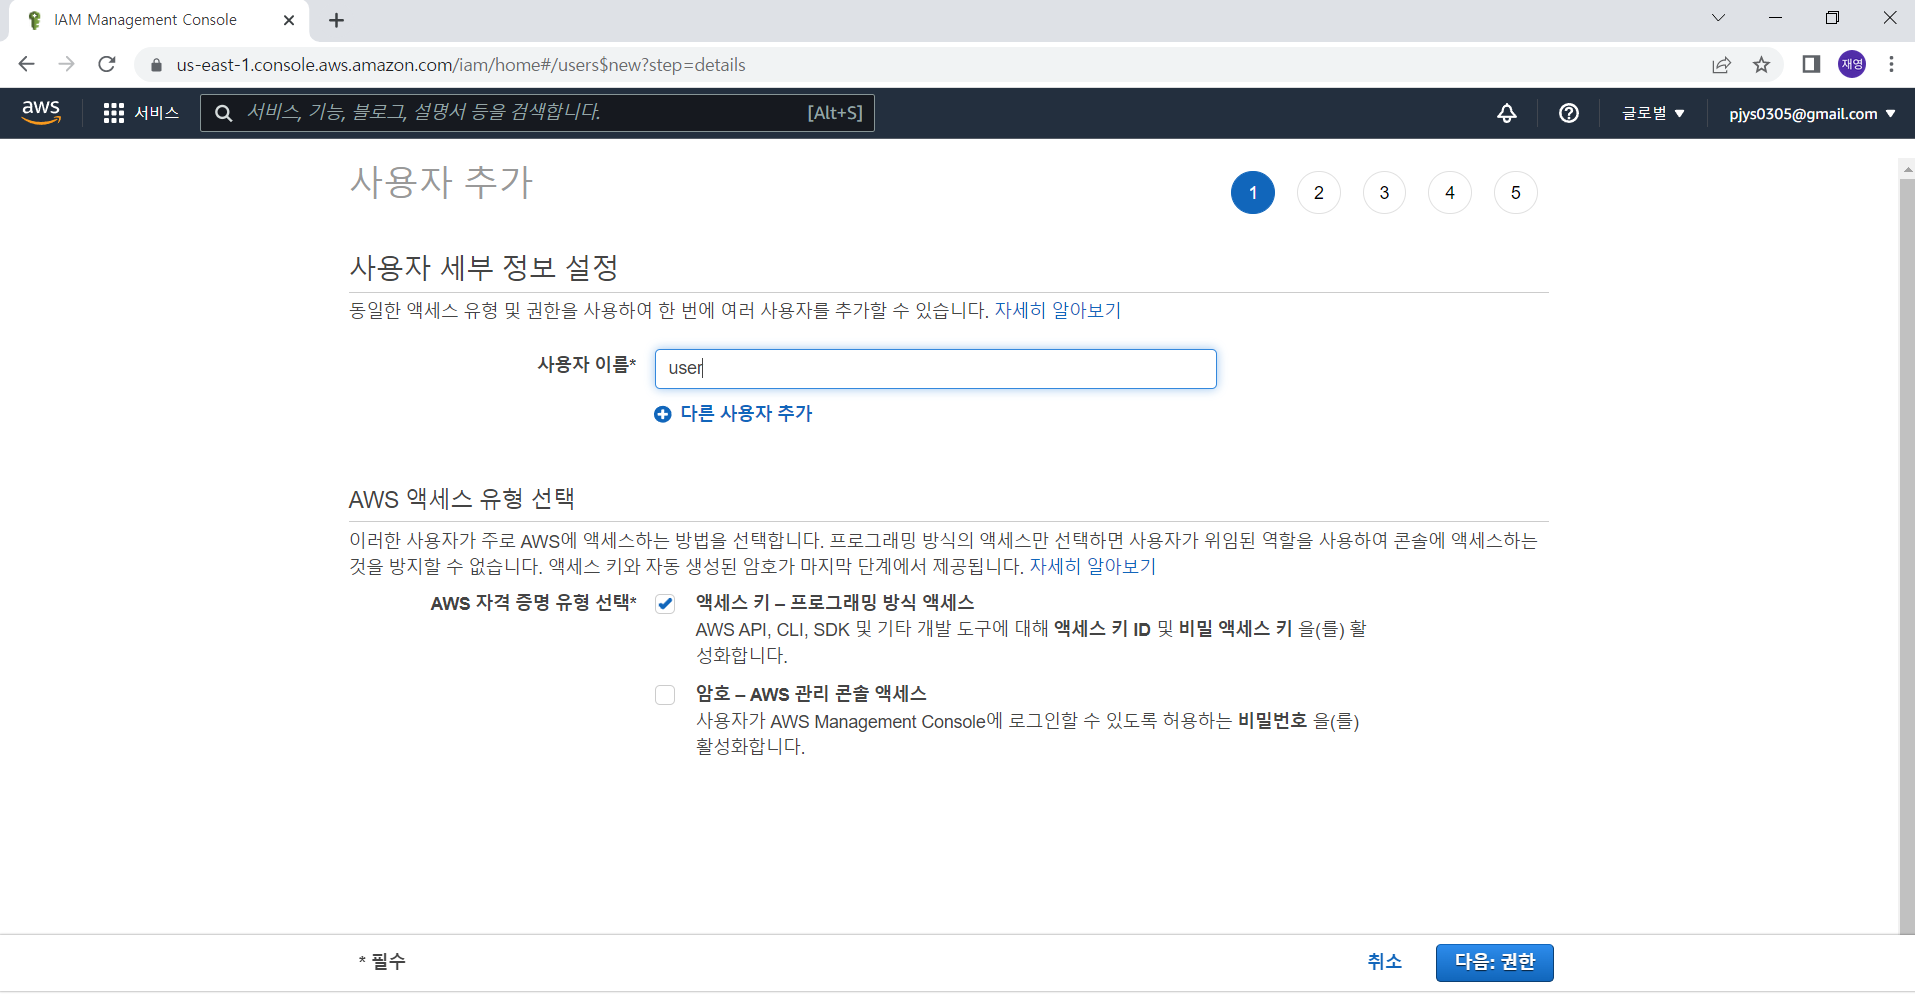 IAM Management Console
us-east-1.console.aws.amazon.com/iam/home#/users$new?step=details
재영
aws
서비스
서비스, 기능, 블로그, 설명서 등을 검색합니다.
[Alt+S]
글로벌
pjys0305@gmail.com
사용자 추가
1
2
3
4
5
사용자 세부 정보 설정
동일한 액세스 유형 및 권한을 사용하여 한 번에 여러 사용자를 추가할 수 있습니다. 자세히 알아보기
사용자 이름*
user
다른 사용자 추가
AWS 액세스 유형 선택
이러한 사용자가 주로 AWS에 액세스하는 방법을 선택합니다. 프로그래밍 방식의 액세스만 선택하면 사용자가 위임된 역할을 사용하여 콘솔에 액세스하는
것을 방지할 수 없습니다. 액세스 키와 자동 생성된 암호가 마지막 단계에서 제공됩니다. 자세히 알아보기
AWS 자격 증명 유형 선택*
액세스 키 – 프로그래밍 방식 액세스
AWS API, CLI, SDK 및 기타 개발 도구에 대해 액세스 키 ID 및 비밀 액세스 키 을(를) 활
성화합니다.
암호 – AWS 관리 콘솔 액세스
사용자가 AWS Management Console에 로그인할 수 있도록 허용하는 비밀번호 을(를)
활성화합니다.
* 필수
취소
다음: 권한